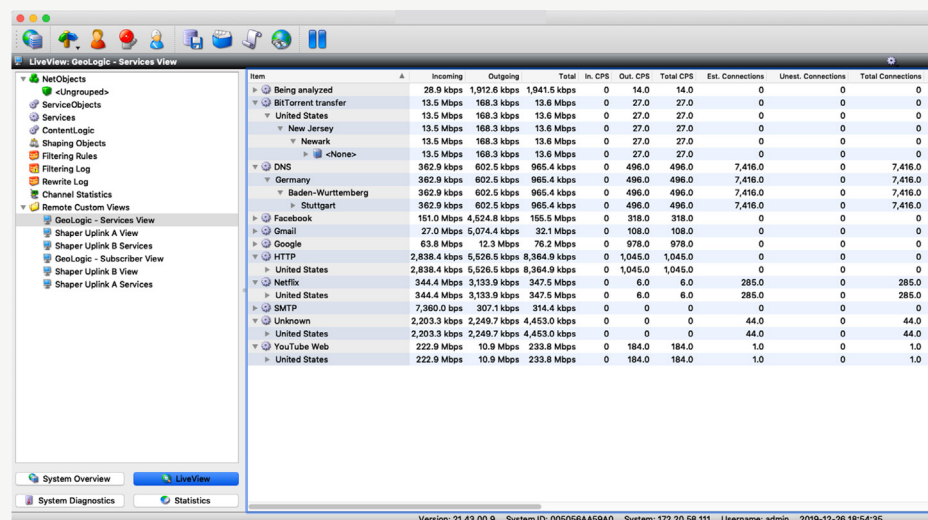 LiveView: GeoLogic - Services View
NetObjects
<Ungrouped>
ServiceObjects
Services
ContentLogic
Shaping Objects
Filtering Rules
Filtering Log
Rewrite Log
Channel Statistics
Remote Custom Views
GeoLogic - Services View
Shaper Uplink A View
Shaper Uplink B Services
GeoLogic - Subscriber View
Shaper Uplink B View
Shaper Uplink A Services
System Overview LiveView
System Diagnostics Statistics
Item Incoming Outgoing Total In. CPS Out. CPS Total CPS Est. Connections Unest. Connections Total Connections
Being analyzed 28.9 kbps 1,912.6 kbps 1,941.5 kbps 0 14.0 14.0 0 0 0
BitTorrent transfer 13.5 Mbps 168.3 kbps 13.6 Mbps 0 27.0 27.0 0 0 0
United States 13.5 Mbps 168.3 kbps 13.6 Mbps 0 27.0 27.0 0 0 0
New Jersey 13.5 Mbps 168.3 kbps 13.6 Mbps 0 27.0 27.0 0 0 0
Newark 13.5 Mbps 168.3 kbps 13.6 Mbps 0 27.0 27.0 0 0 0
<None> 13.5 Mbps 168.3 kbps 13.6 Mbps 0 27.0 27.0 0 0 0
DNS 362.9 kbps 602.5 kbps 965.4 kbps 0 496.0 496.0 7,416.0 0 7,416.0
Germany 362.9 kbps 602.5 kbps 965.4 kbps 0 496.0 496.0 7,416.0 0 7,416.0
Baden-Wurttemberg 362.9 kbps 602.5 kbps 965.4 kbps 0 496.0 496.0 7,416.0 0 7,416.0
Stuttgart 362.9 kbps 602.5 kbps 965.4 kbps 0 496.0 496.0 7,416.0 0 7,416.0
Facebook 151.0 Mbps 4,524.8 kbps 155.5 Mbps 0 318.0 318.0 0 0 0
Gmail 27.0 Mbps 5,074.4 kbps 32.1 Mbps 0 108.0 108.0 0 0 0
Google 63.8 Mbps 12.3 Mbps 76.2 Mbps 0 978.0 978.0 0 0 0
HTTP 2,838.4 kbps 5,526.5 kbps 8,364.9 kbps 0 1,045.0 1,045.0 0 0 0
United States 2,838.4 kbps 5,526.5 kbps 8,364.9 kbps 0 1,045.0 1,045.0 0 0 0
Netflix 344.4 Mbps 3,133.9 kbps 347.5 Mbps 0 6.0 6.0 285.0 0 285.0
United States 344.4 Mbps 3,133.9 kbps 347.5 Mbps 0 6.0 6.0 285.0 0 285.0
SMTP 7,360.0 bps 307.1 kbps 314.4 kbps 0 0 0 0 0 0
Unknown 2,203.3 kbps 2,249.7 kbps 4,453.0 kbps 0 0 0 44.0 0 44.0
United States 2,203.3 kbps 2,249.7 kbps 4,453.0 kbps 0 0 0 44.0 0 44.0
YouTube Web 222.9 Mbps 10.9 Mbps 233.8 Mbps 0 184.0 184.0 1.0 0 1.0
United States 222.9 Mbps 10.9 Mbps 233.8 Mbps 0 184.0 184.0 1.0 0 1.0
Version: 21.43.00.9 System ID: 005056AA59A0 System: 172.20.58.111 Username: admin 2019-12-26 18:54:25